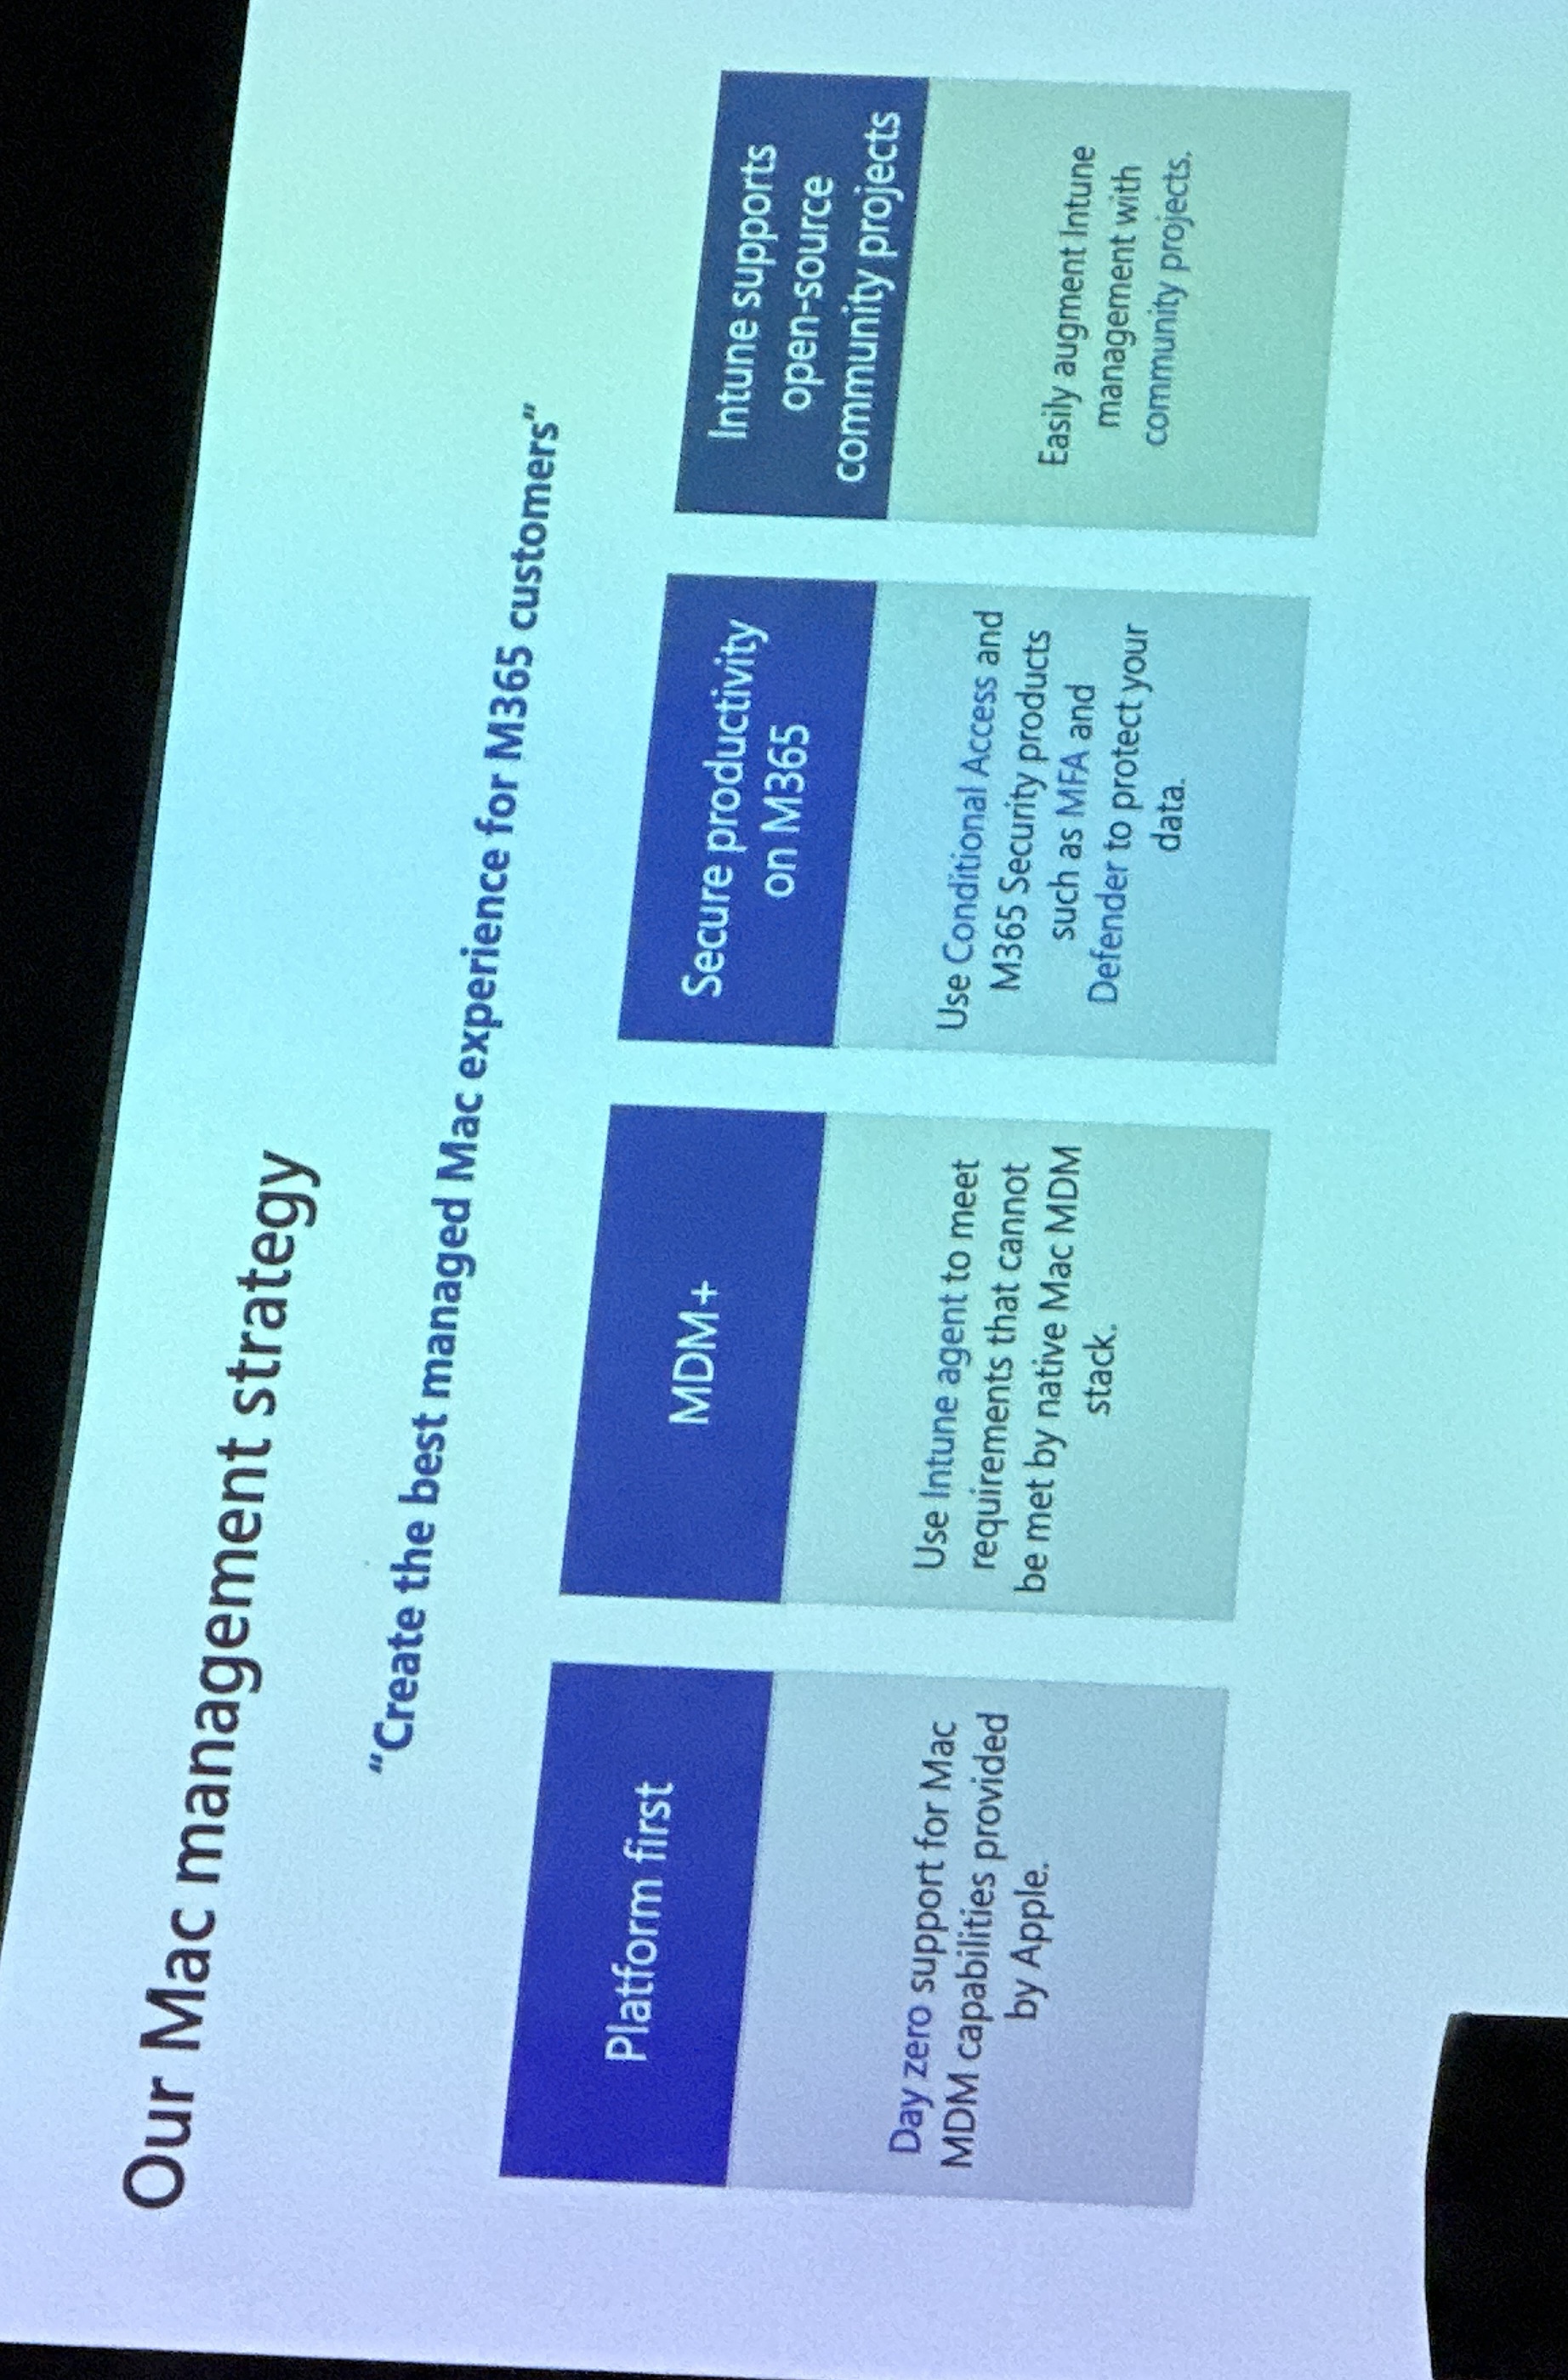 Our Mac management strategy
“Create the best managed Mac experience for M365 customers”
Platform first
Day zero support for Mac
MDM capabilities provided
by Apple.
MDM+
Use Intune agent to meet
requirements that cannot
be met by native Mac MDM
stack.
Secure productivity
on M365
Use Conditional Access and
M365 Security products
such as MFA and
Defender to protect your
data.
Intune supports
open-source
community projects
Easily augment Intune
management with
community projects.